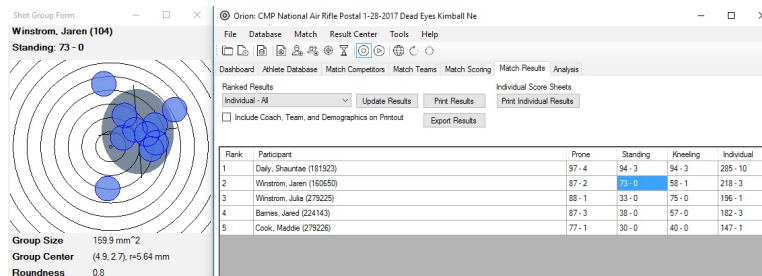 Shot Group Form
Winstrom, Jaren (104)
Standing: 73 - 0
Group Size 159.9 mm^2
Group Center (4.9, 2.7), r=5.64 mm
Roundness 0.8
Orion: CMP National Air Rifle Postal 1-28-2017 Dead Eyes Kimball Ne
File Database Match Result Center Tools Help
Dashboard Athlete Database Match Competitors Match Teams Match Scoring Match Results Analysis
Ranked Results Individual Score Sheets
Individual - All Update Results Print Results Print Individual Results
Include Coach, Team, and Demographics on Printout Export Results
Rank Participant Prone Standing Kneeling Individual
1 Daily, Shauntae (181923) 97 - 4 94 - 3 94 - 3 285 - 10
2 Winstrom, Jaren (160650) 87 - 2 73 - 0 58 - 1 218 - 3
3 Winstrom, Julia (279225) 88 - 1 33 - 0 75 - 0 196 - 1
4 Barnes, Jared (224143) 87 - 3 38 - 0 57 - 0 182 - 3
5 Cook, Maddie (279226) 77 - 1 30 - 0 40 - 0 147 - 1